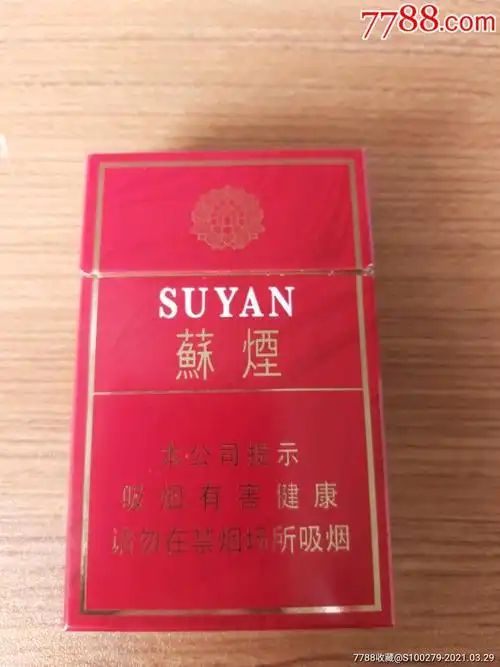 7788.com
SUYAN
蘇煙
本公司提示
吸烟有害健康
请勿在禁烟场所吸烟
7788收藏@S100279-2021.03.29